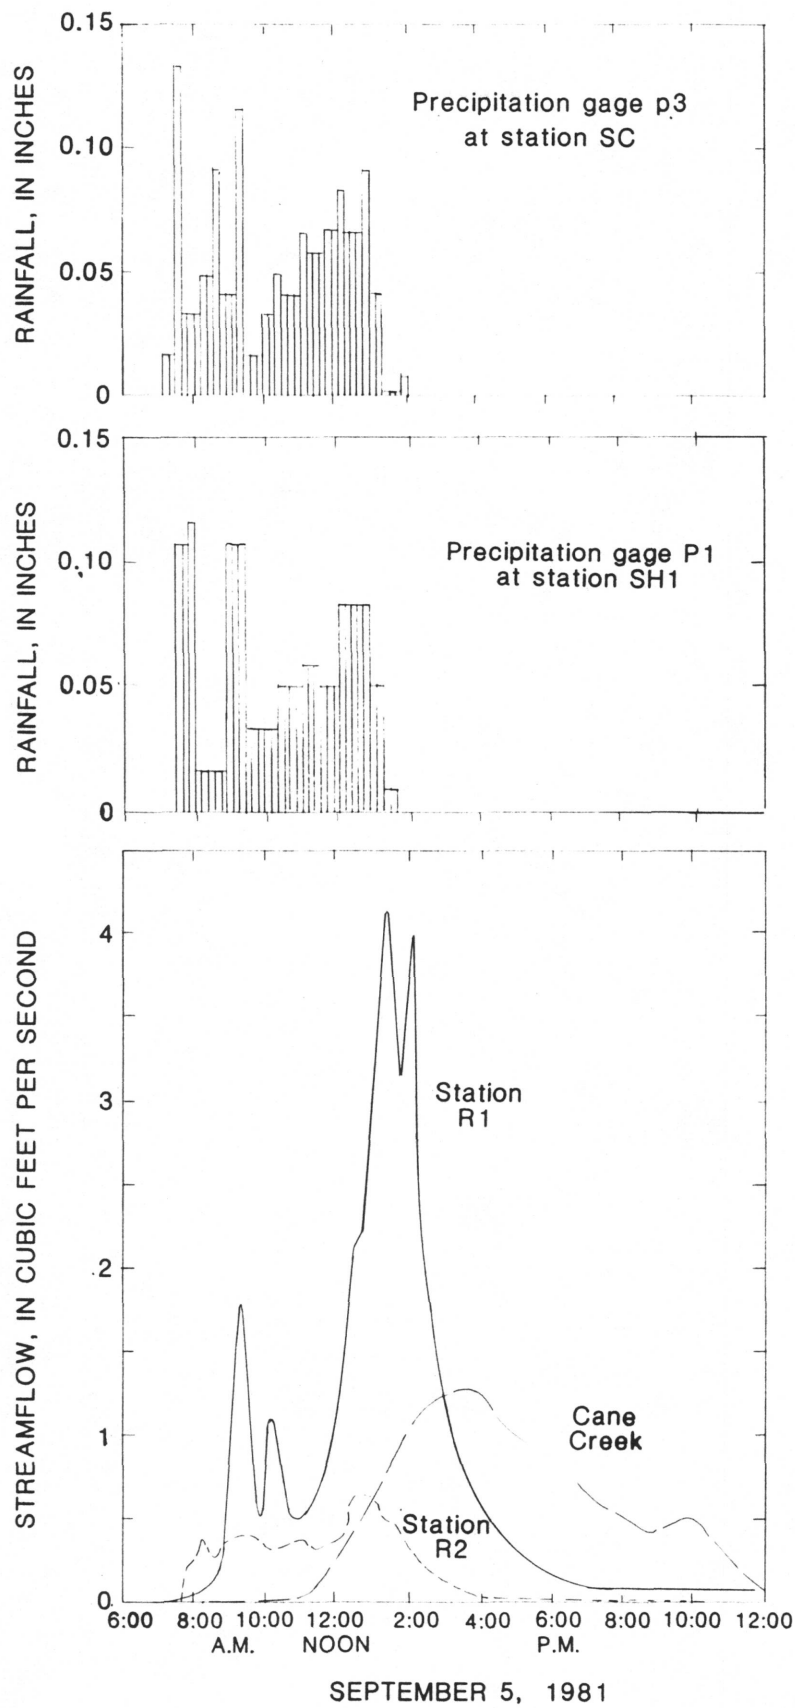 0.15
0.10
0.05
0
RAINFALL, IN INCHES
Precipitation gage p3
at station SC
0.15
0.10
0.05
0
RAINFALL, IN INCHES
Precipitation gage P1
at station SH1
4
3
2
1
0
STREAMFLOW, IN CUBIC FEET PER SECOND
Station
R1
Cane
Creek
Station
R2
6:00 8:00 10:00 12:00 2:00 4:00 6:00 8:00 10:00 12:00
A.M. NOON P.M.
SEPTEMBER 5, 1981